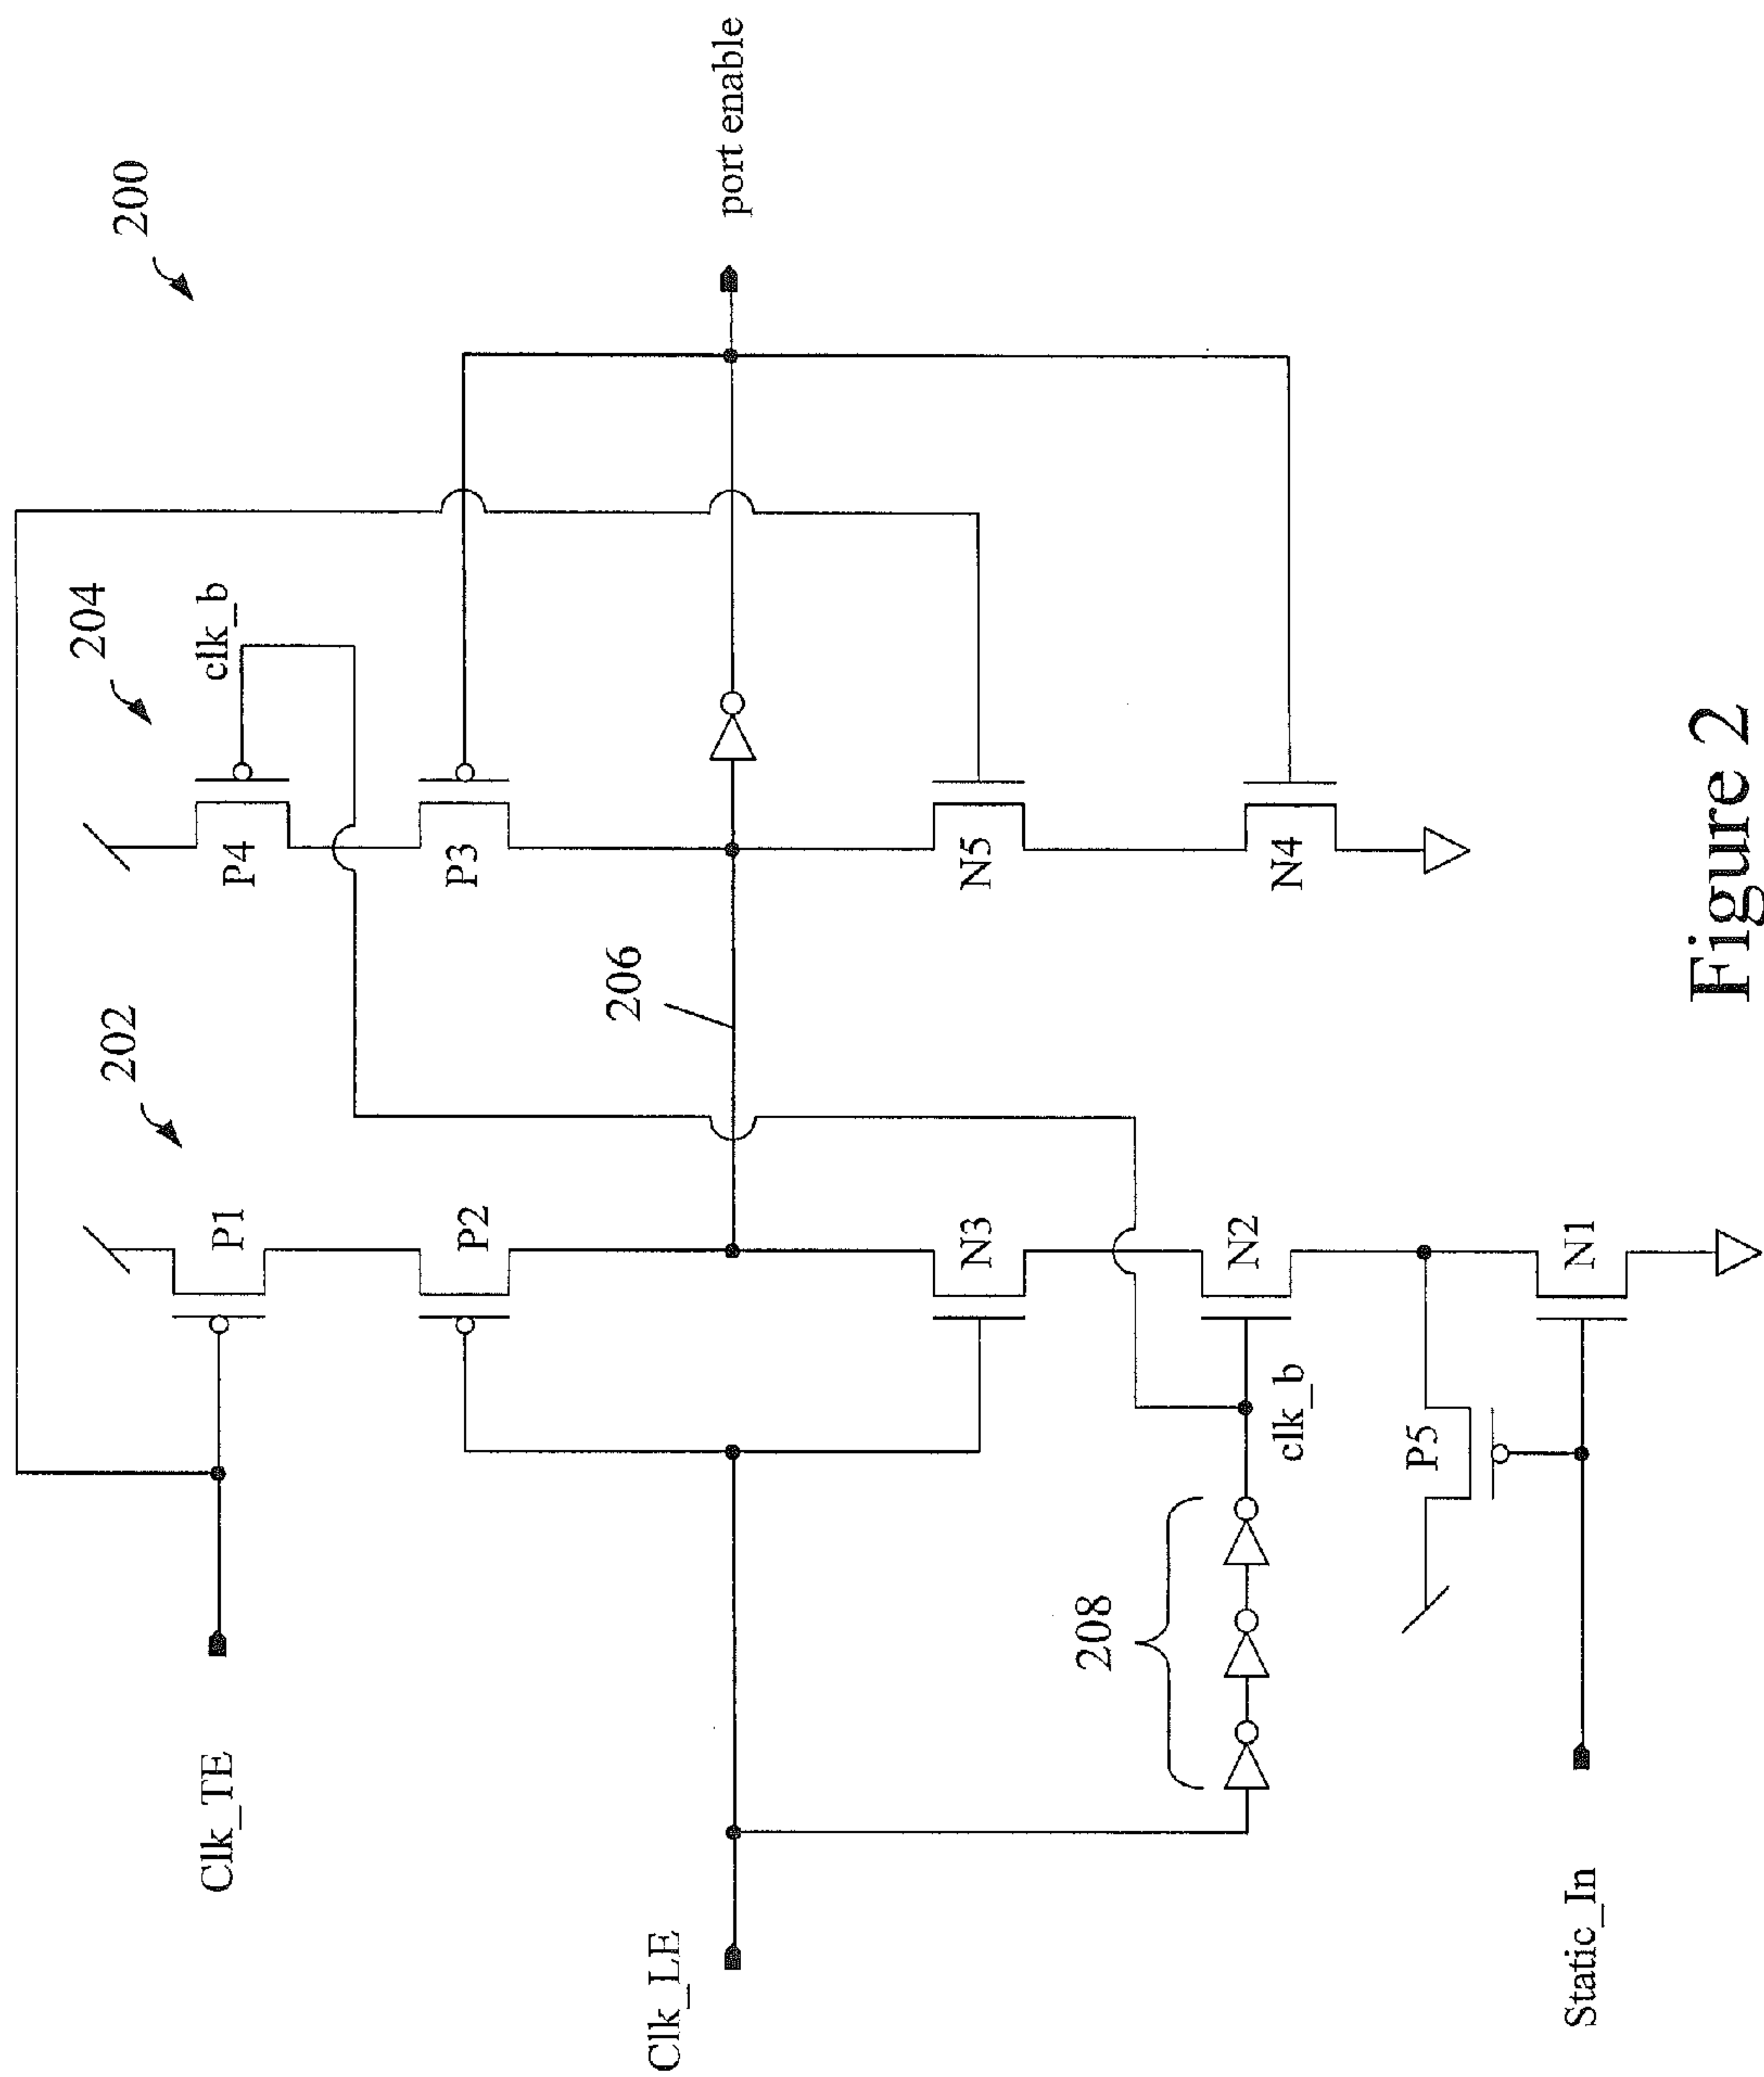 200
204
202
clk_b
P4
P1
P3
P2
port enable
206
Clk_TE
Clk_LE
N5
N3
N4
N2
208
clk_b
P5
N1
Static_In
Figure 2